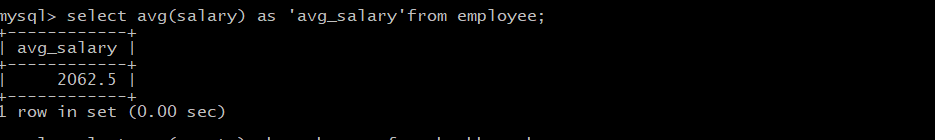 mysql> select avg(salary) as 'avg_salary'from employee;
+------------+
| avg_salary |
+------------+
|     2062.5 |
+------------+
1 row in set (0.00 sec)